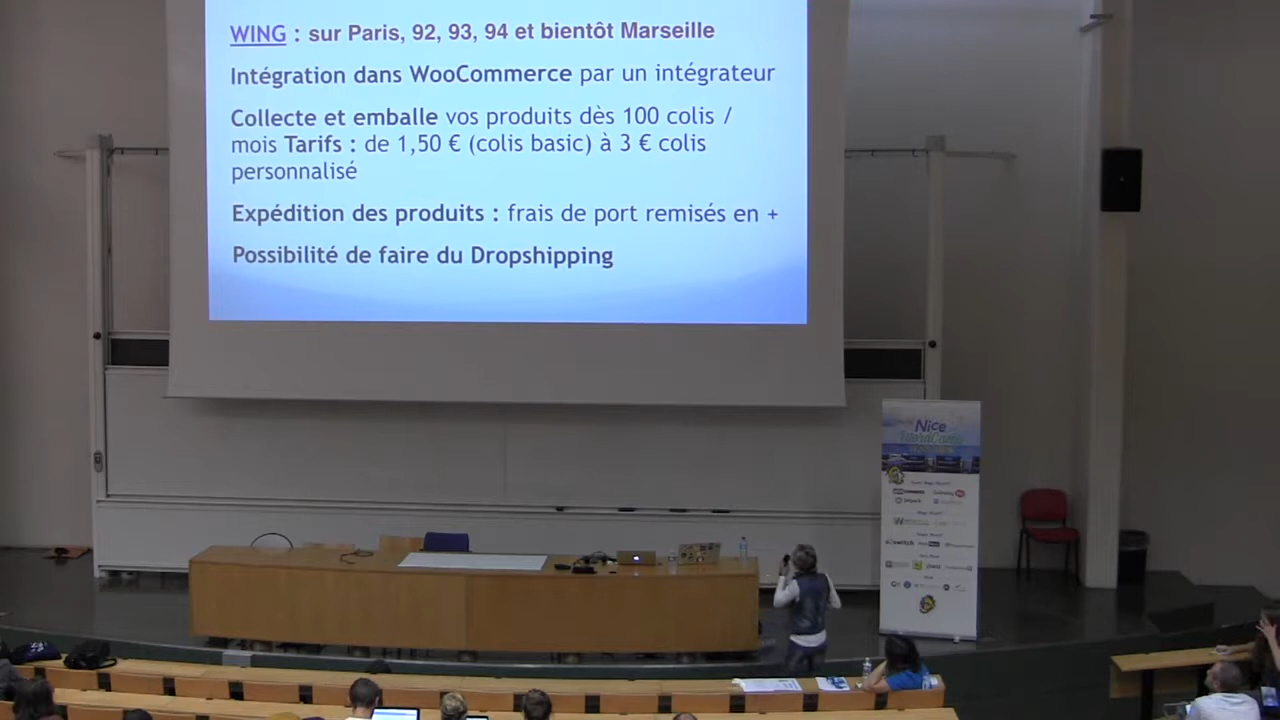 WING : sur Paris, 92, 93, 94 et bientôt Marseille
Intégration dans WooCommerce par un intégrateur
Collecte et emballe vos produits dès 100 colis /
mois Tarifs : de 1,50 € (colis basic) à 3 € colis
personnalisé
Expédition des produits : frais de port remisés en +
Possibilité de faire du Dropshipping
Nice
WordCamp